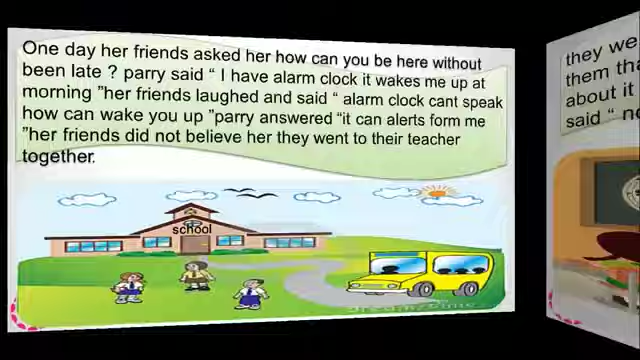 One day her friends asked her how can you be here without
been late ? parry said “ I have alarm clock it wakes me up at
morning ”her friends laughed and said “ alarm clock cant speak
how can wake you up ”parry answered “it can alerts form me
”her friends did not believe her they went to their teacher
together.
school
they we
them tha
about it
said “ no